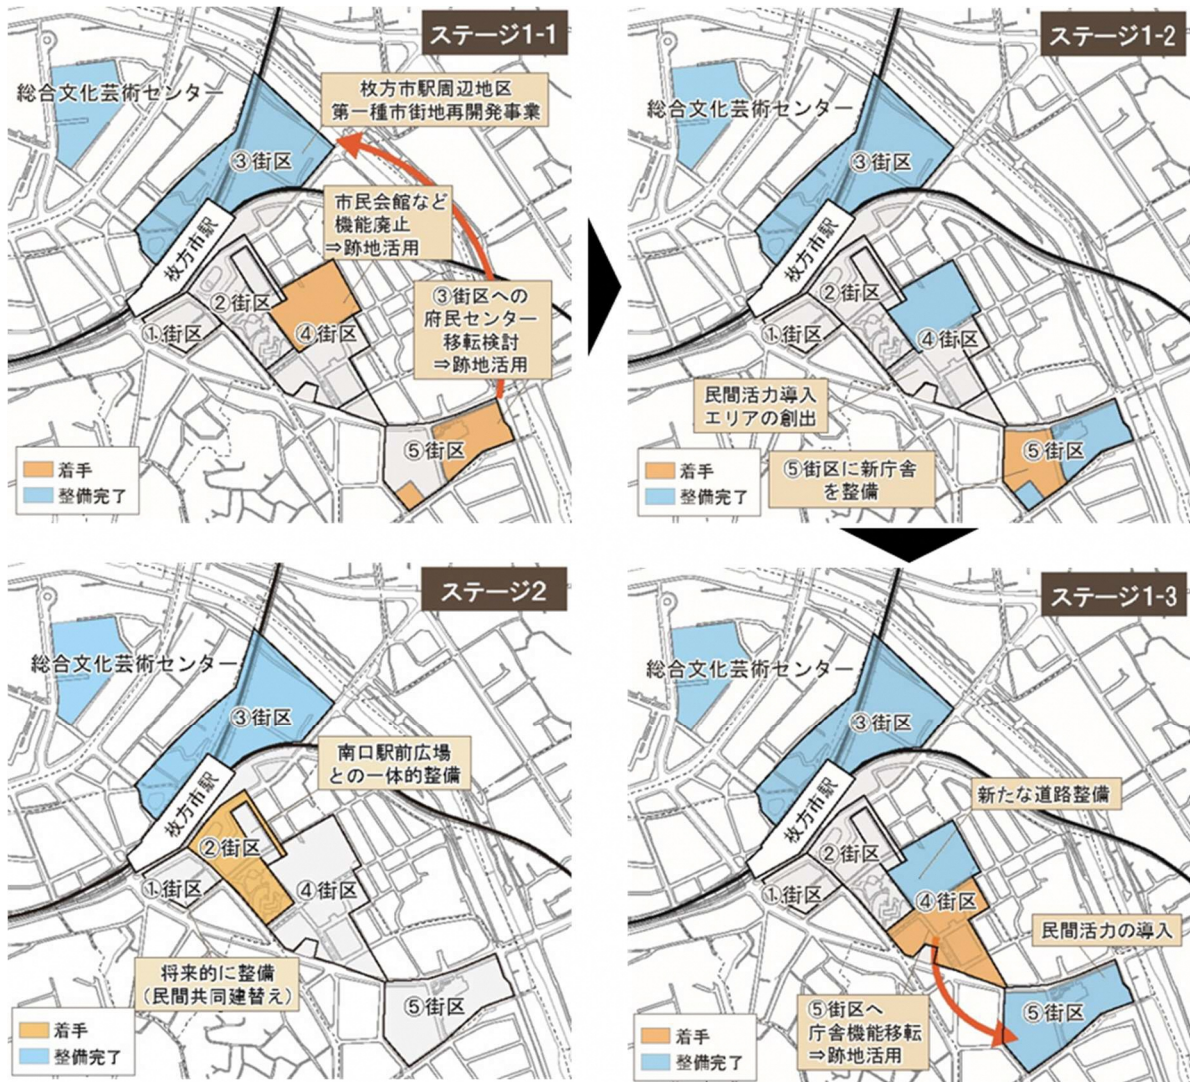 ステージ1-1
総合文化芸術センター
枚方市駅周辺地区
第一種市街地再開発事業
③街区
市民会館など
機能廃止
⇒跡地活用
枚方市駅
②街区
③街区への
府民センター
移転検討
⇒跡地活用
①街区
④街区
⑤街区
着手
整備完了
ステージ1-2
総合文化芸術センター
③街区
枚方市駅
②街区
①街区
④街区
民間活力導入
エリアの創出
⑤街区
⑤街区に新庁舎
を整備
着手
整備完了
ステージ2
総合文化芸術センター
③街区
南口駅前広場
との一体的整備
枚方市駅
②街区
①街区
④街区
将来的に整備
(民間共同建替え)
⑤街区
着手
整備完了
ステージ1-3
総合文化芸術センター
③街区
枚方市駅
新たな道路整備
②街区
①街区
④街区
民間活力の導入
⑤街区へ
庁舎機能移転
⇒跡地活用
⑤街区
着手
整備完了